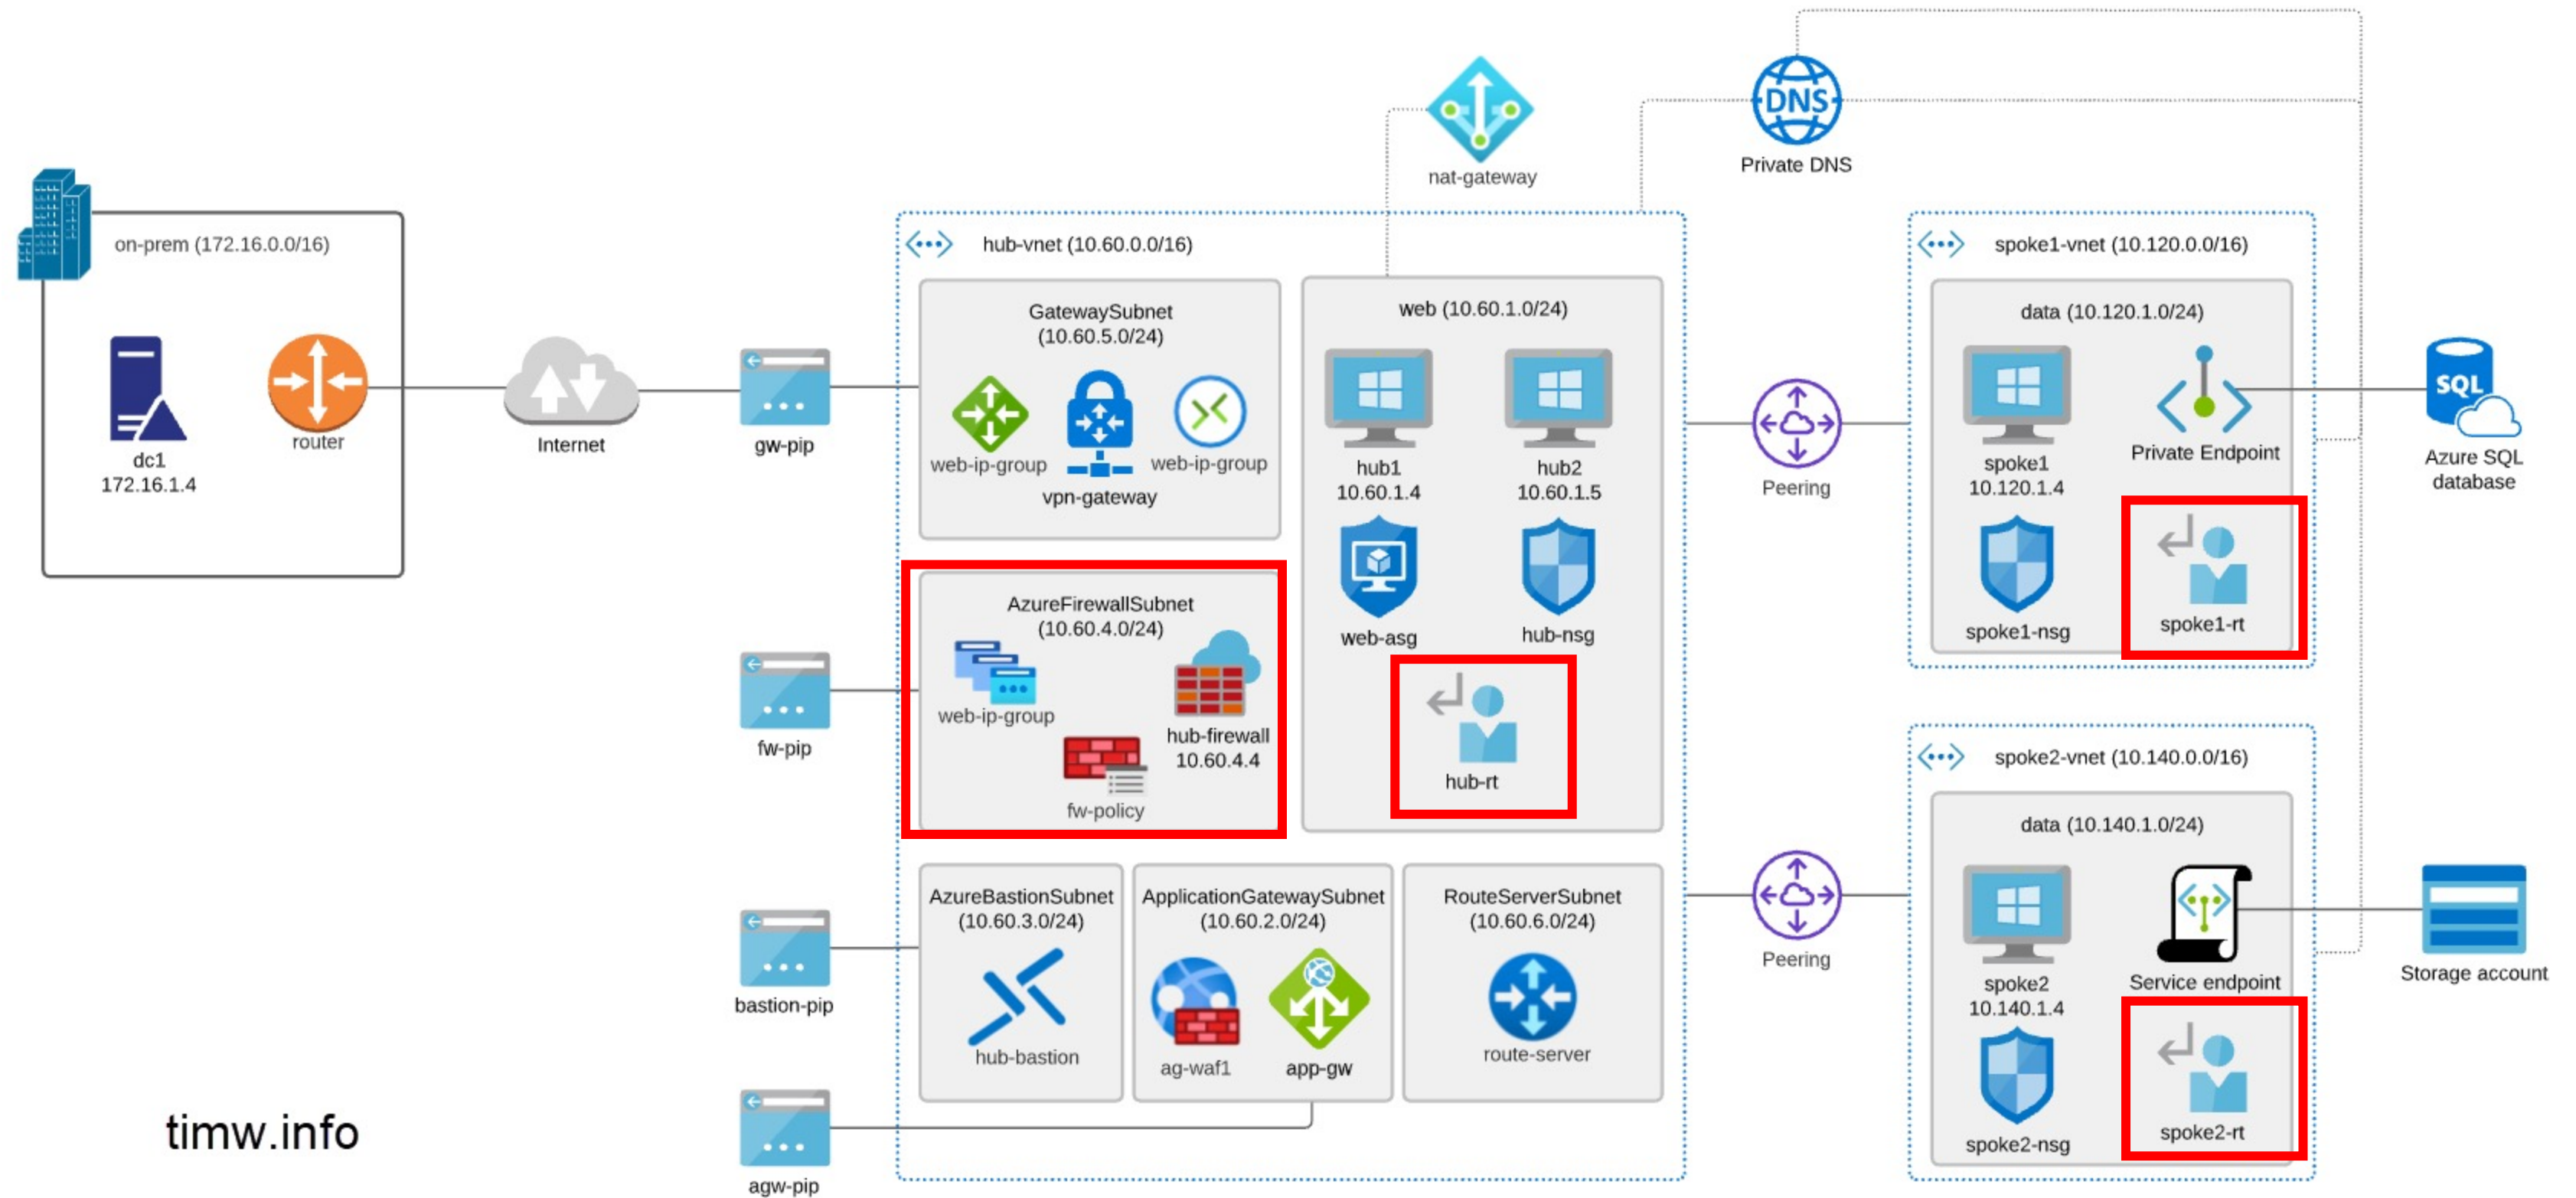 DNS
Private DNS
nat-gateway
on-prem (172.16.0.0/16)
dc1
172.16.1.4
router
Internet
gw-pip
fw-pip
bastion-pip
agw-pip
hub-vnet (10.60.0.0/16)
GatewaySubnet
(10.60.5.0/24)
web-ip-group
vpn-gateway
web-ip-group
AzureFirewallSubnet
(10.60.4.0/24)
web-ip-group
hub-firewall
10.60.4.4
fw-policy
web (10.60.1.0/24)
hub1
10.60.1.4
hub2
10.60.1.5
web-asg
hub-nsg
hub-rt
AzureBastionSubnet
(10.60.3.0/24)
hub-bastion
ApplicationGatewaySubnet
(10.60.2.0/24)
ag-waf1
app-gw
RouteServerSubnet
(10.60.6.0/24)
route-server
Peering
Peering
spoke1-vnet (10.120.0.0/16)
data (10.120.1.0/24)
spoke1
10.120.1.4
Private Endpoint
spoke1-nsg
spoke1-rt
SQL
Azure SQL
database
spoke2-vnet (10.140.0.0/16)
data (10.140.1.0/24)
spoke2
10.140.1.4
Service endpoint
spoke2-nsg
spoke2-rt
Storage account
timw.info